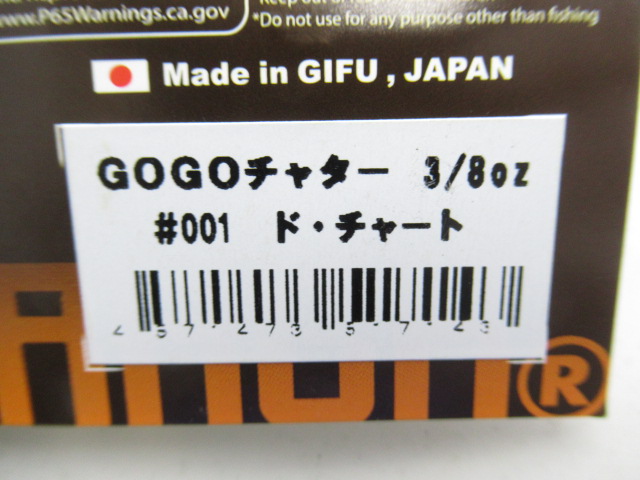 www.P65Warnings.ca.gov
*Do not use for any purpose other than fishing
Made in GIFU , JAPAN
GOGOチャター 3/8oz
#001 ド・チャート
®